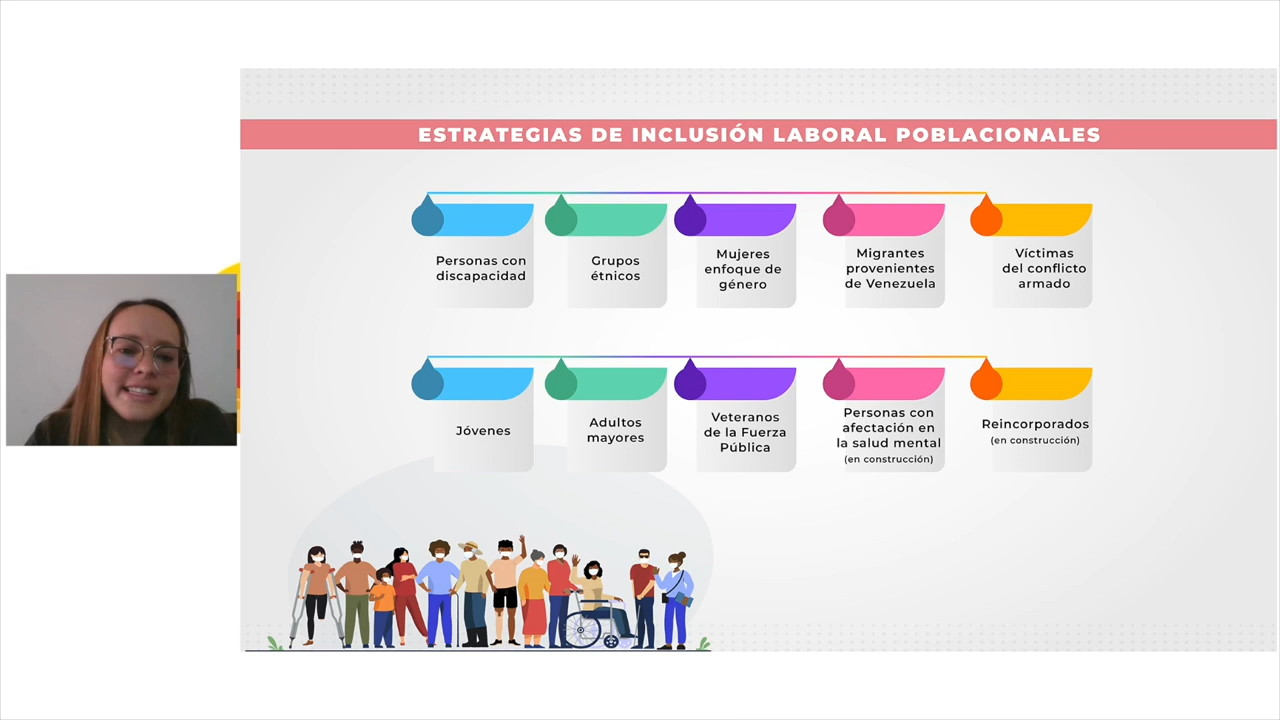 ESTRATEGIAS DE INCLUSIÓN LABORAL POBLACIONALES
Personas con
discapacidad
Grupos
étnicos
Mujeres
enfoque de
género
Migrantes
provenientes
de Venezuela
Víctimas
del conflicto
armado
Jóvenes
Adultos
mayores
Veteranos
de la Fuerza
Pública
Personas con
afectación en
la salud mental
(en construcción)
Reincorporados
(en construcción)